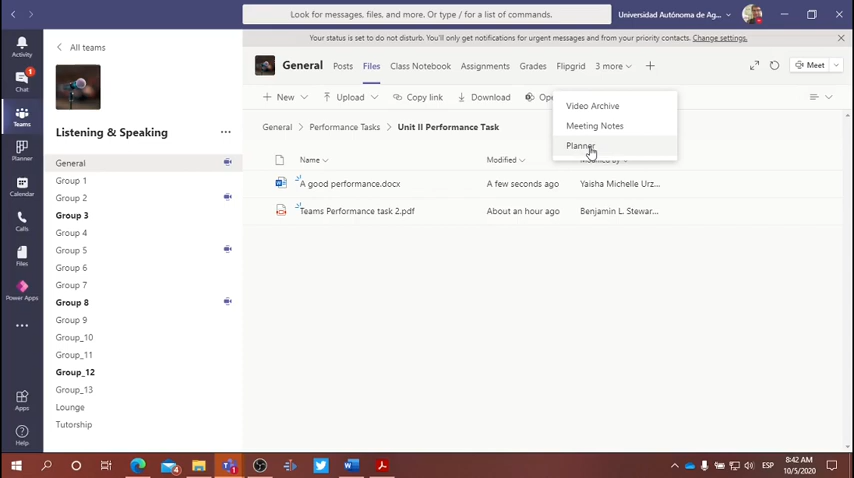 Look for messages, files, and more. Or type / for a list of commands.
Universidad Autónoma de Ag...
Your status is set to do not disturb. You'll only get notifications for urgent messages and from your priority contacts. Change settings.
Activity
Chat
1
Teams
Planner
Calendar
Calls
Files
Power Apps
Apps
Help
All teams
Listening & Speaking
General
Group 1
Group 2
Group 3
Group 4
Group 5
Group 6
Group 7
Group 8
Group 9
Group_10
Group_11
Group_12
Group_13
Lounge
Tutorship
General Posts Files Class Notebook Assignments Grades Flipgrid 3 more
Meet
New Upload Copy link Download
Video Archive
Meeting Notes
Planner
General > Performance Tasks > Unit II Performance Task
Name Modified
A good performance.docx A few seconds ago Yaisha Michelle Urz...
Teams Performance task 2.pdf About an hour ago Benjamin L. Stewar...
ESP
8:42 AM
10/5/2020